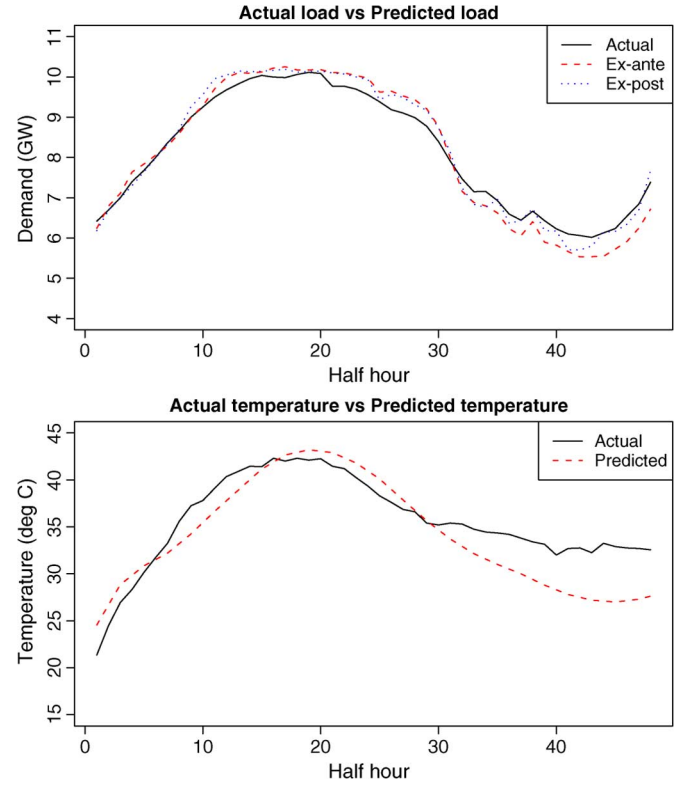 Actual load vs Predicted load
Demand (GW)
11
10
9
8
7
6
5
4
Actual
Ex-ante
Ex-post
0 10 20 30 40
Half hour
Actual temperature vs Predicted temperature
Temperature (deg C)
45
40
35
30
25
20
15
Actual
Predicted
0 10 20 30 40
Half hour